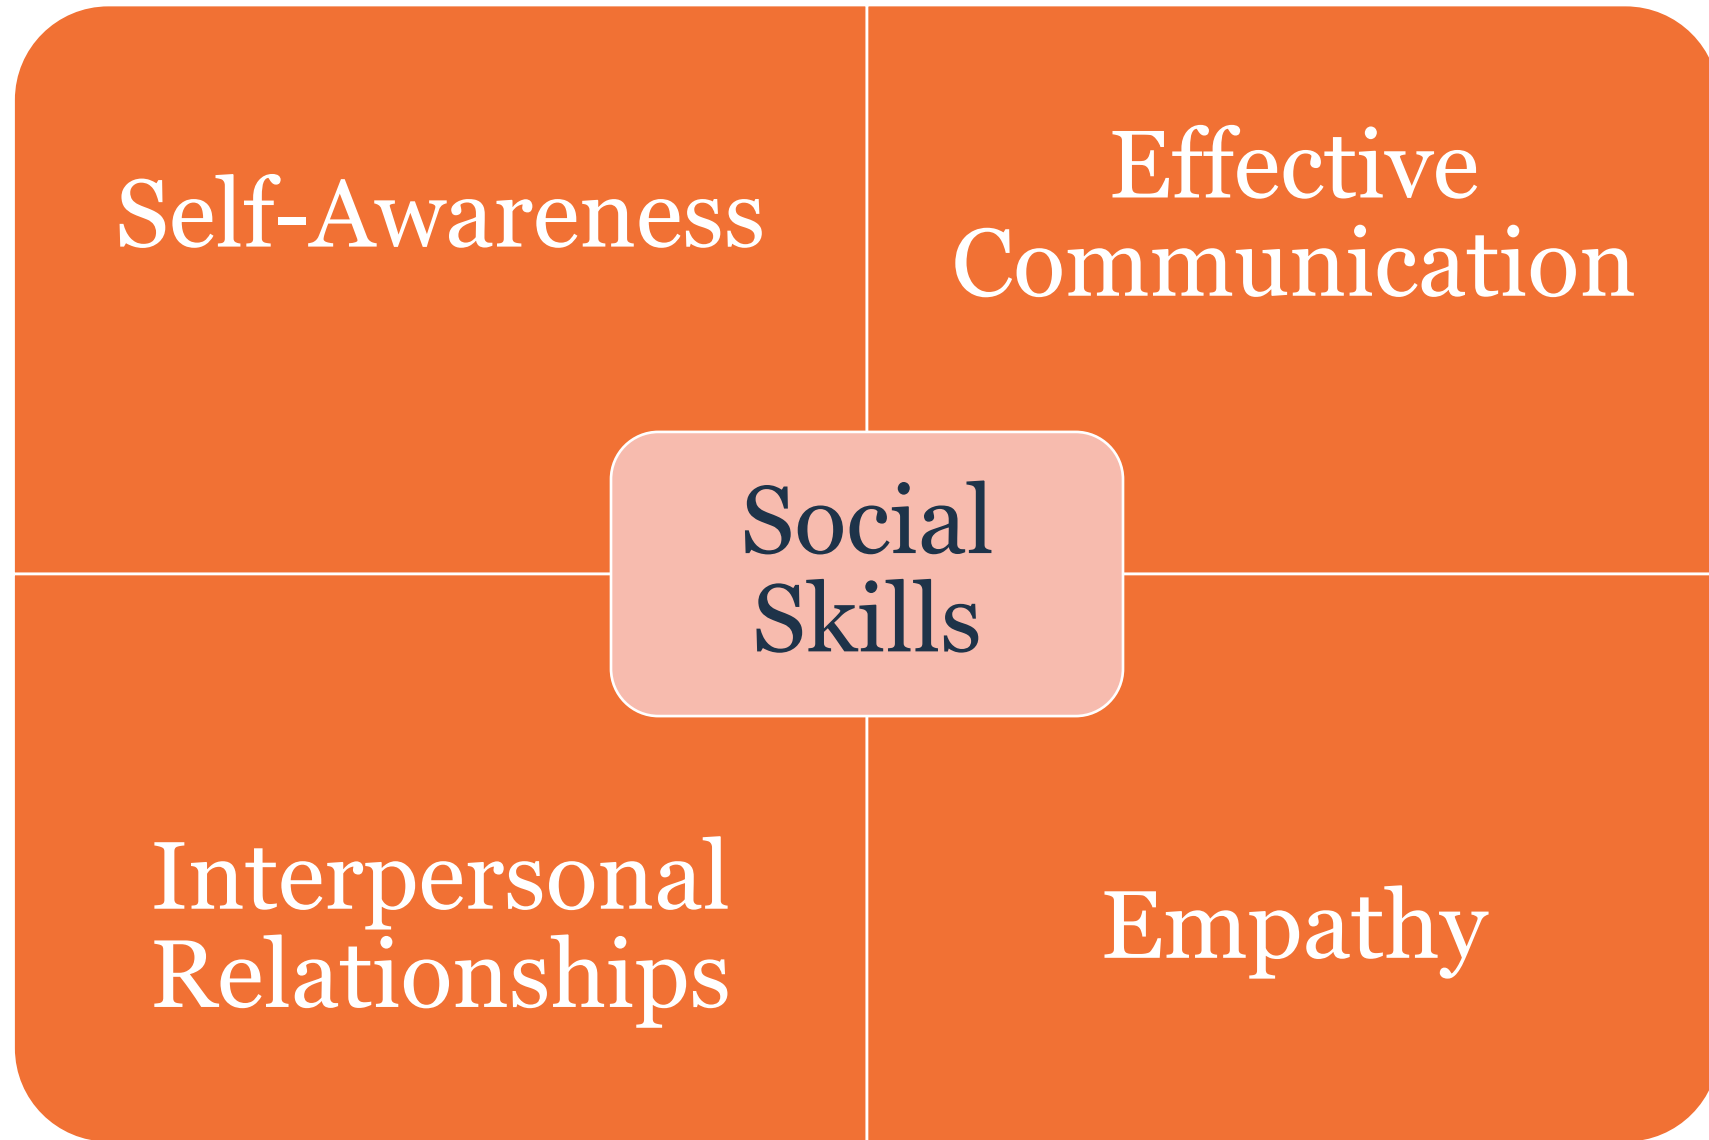 Self-Awareness
Effective
Communication
Social
Skills
Interpersonal
Relationships
Empathy